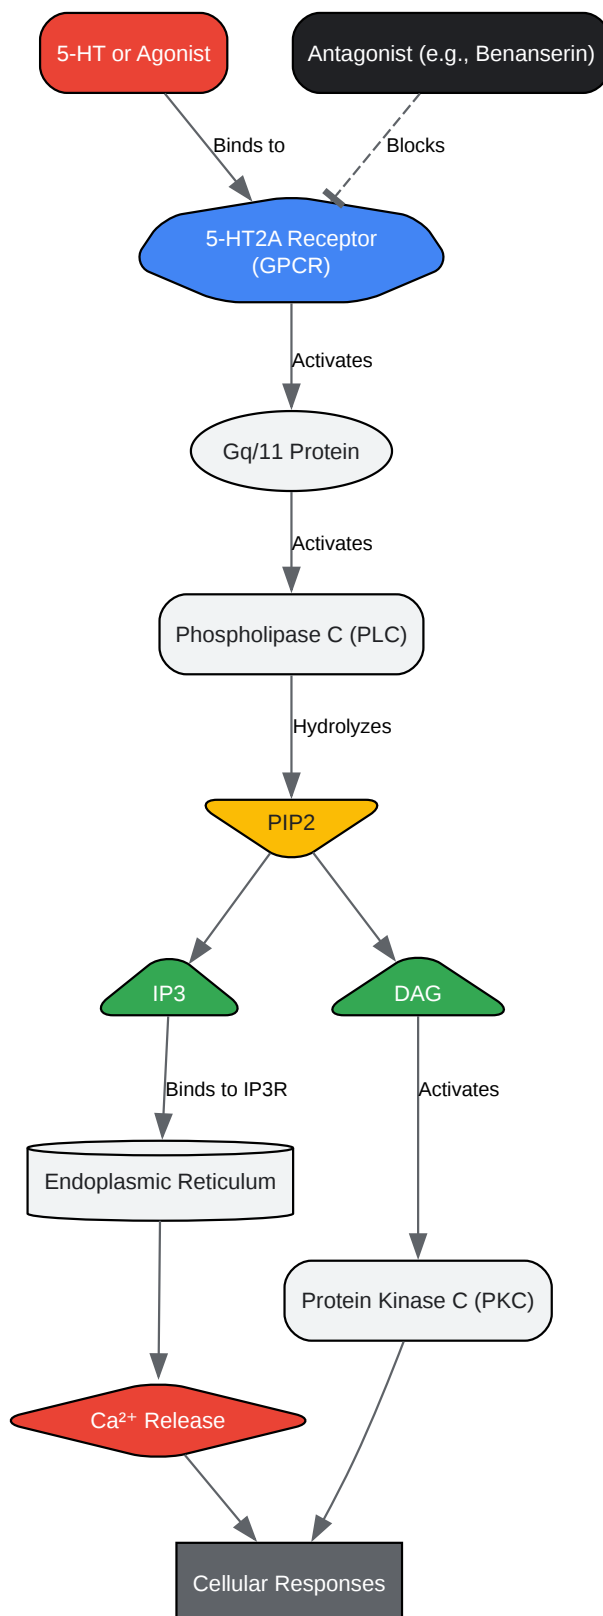 5-HT or Agonist
Antagonist (e.g., Benanserin)
Binds to
Blocks
5-HT2A Receptor
(GPCR)
Activates
Gq/11 Protein
Activates
Phospholipase C (PLC)
Hydrolyzes
PIP2
IP3
DAG
Binds to IP3R
Activates
Endoplasmic Reticulum
Protein Kinase C (PKC)
Ca²⁺ Release
Cellular Responses